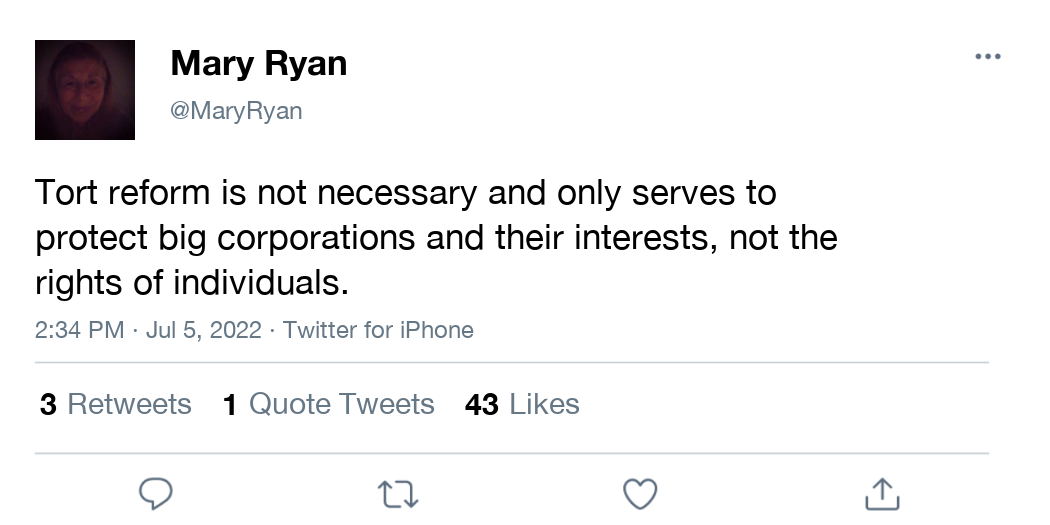 Mary Ryan
@MaryRyan
Tort reform is not necessary and only serves to
protect big corporations and their interests, not the
rights of individuals.
2:34 PM · Jul 5, 2022 · Twitter for iPhone
3 Retweets 1 Quote Tweets 43 Likes